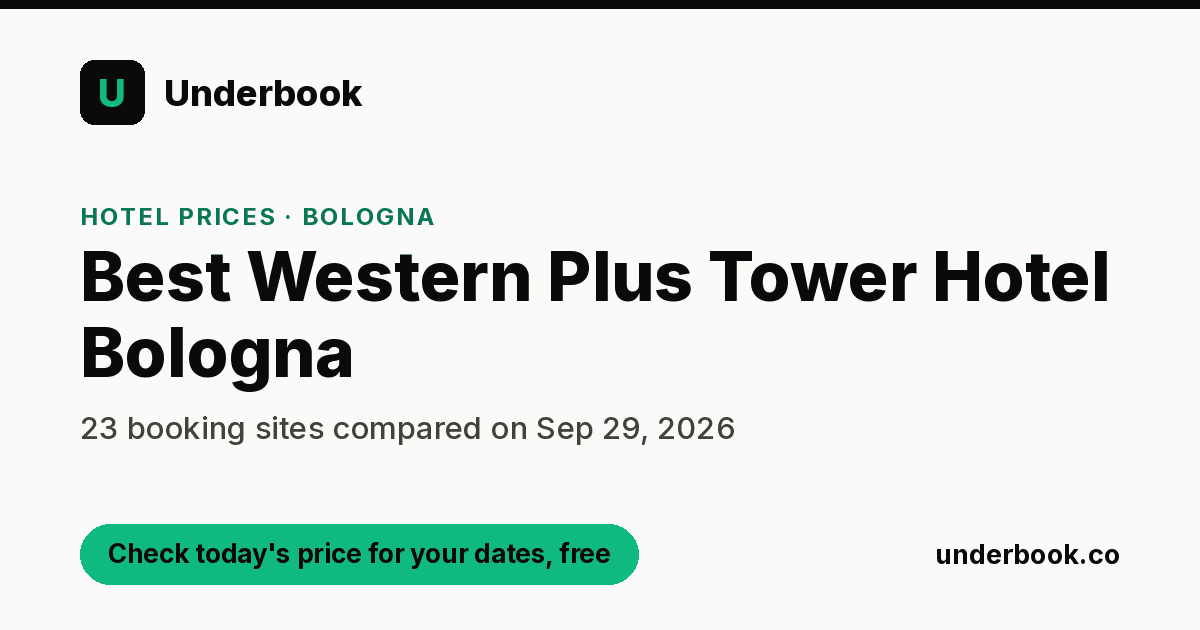 U
Underbook
HOTEL PRICES · BOLOGNA
Best Western Plus Tower Hotel
Bologna
23 booking sites compared on Sep 29, 2026
Check today's price for your dates, free
underbook.co